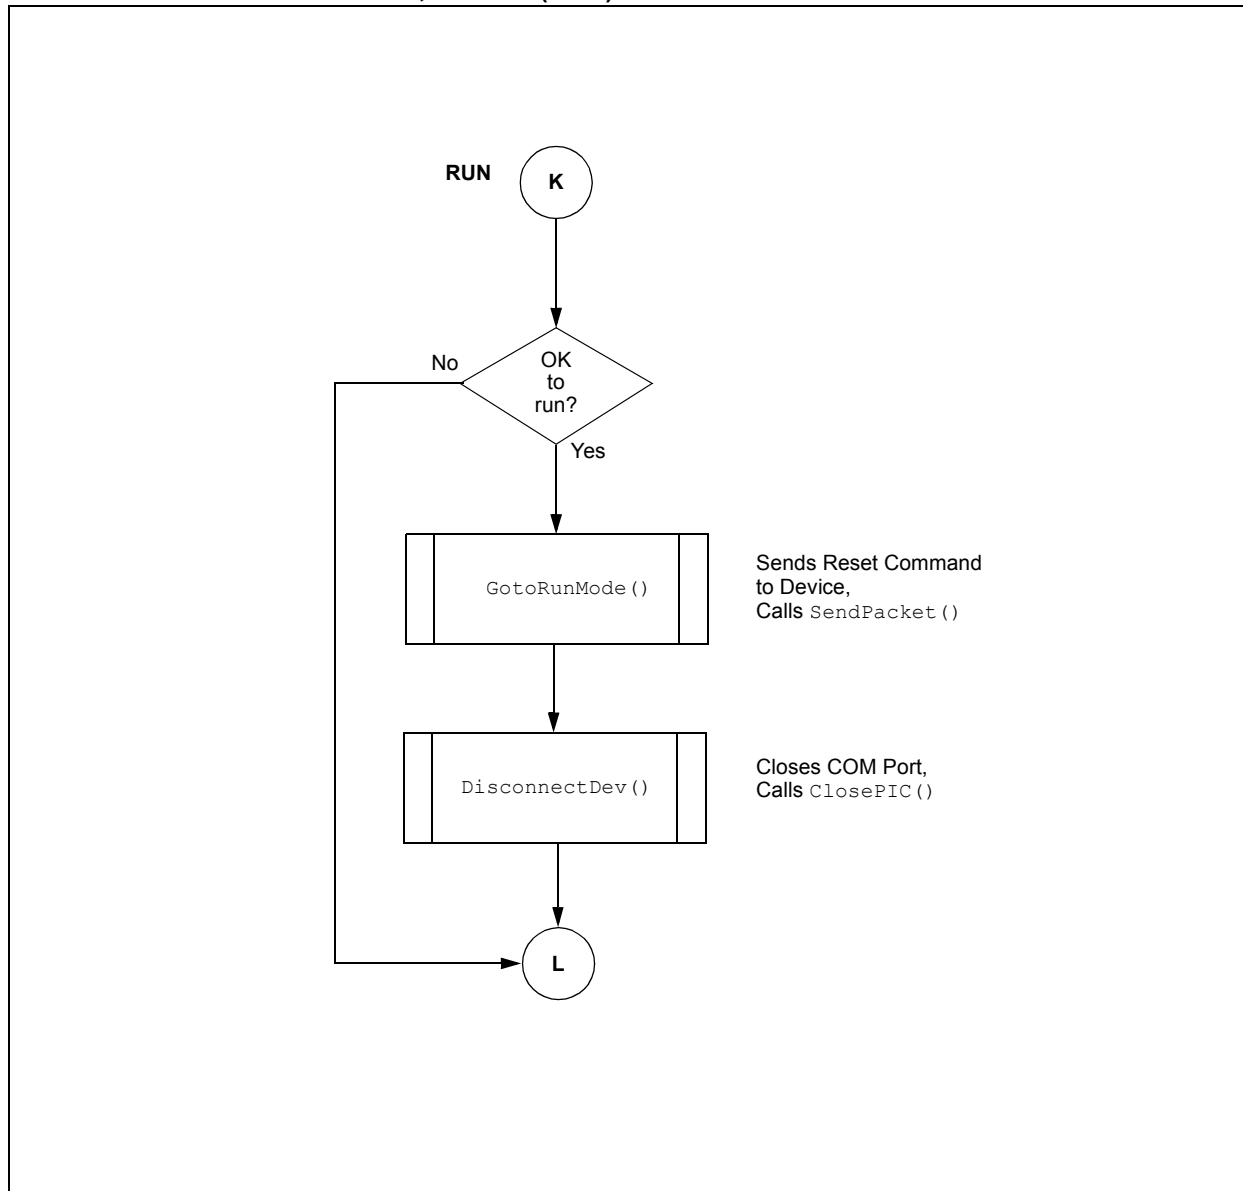 RUN
K
No
OK
to
run?
Yes
GotoRunMode()
Sends Reset Command
to Device,
Calls SendPacket()
DisconnectDev()
Closes COM Port,
Calls ClosePIC()
L